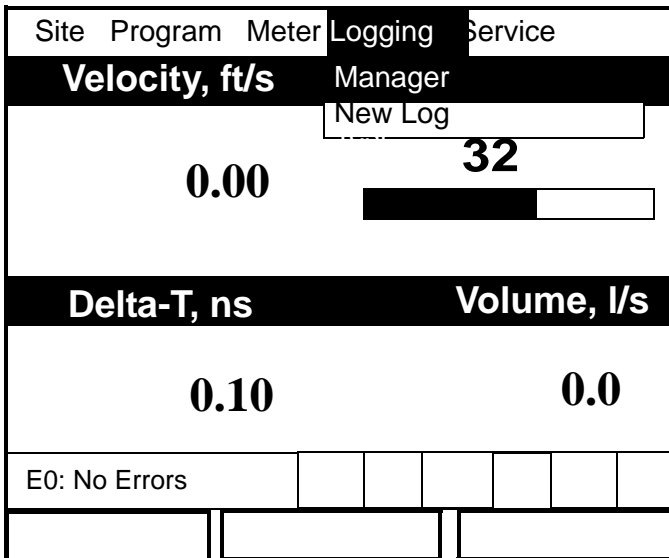 Site Program Meter Logging Service
Velocity, ft/s Manager
New Log
0.00 32
Delta-T, ns Volume, l/s
0.10 0.0
E0: No Errors